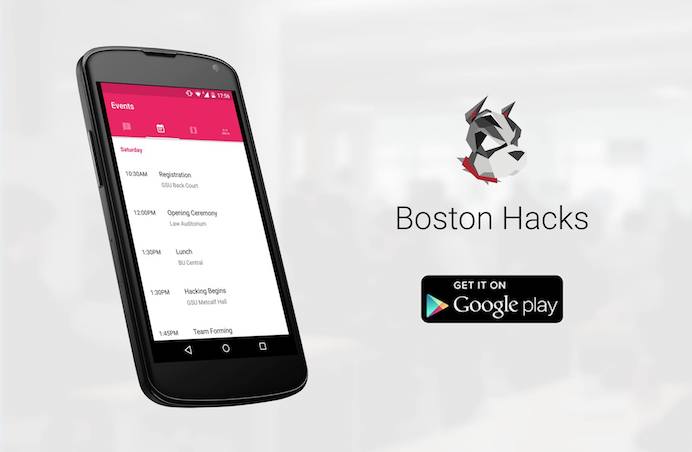 17:56
Events
Saturday
10:30AM Registration
GSU Back Court
12:00PM Opening Ceremony
Law Auditorium
1:30PM Lunch
BU Central
1:30PM Hacking Begins
GSU Metcalf Hall
1:45PM Team Forming
Boston Hacks
GET IT ON
Google play